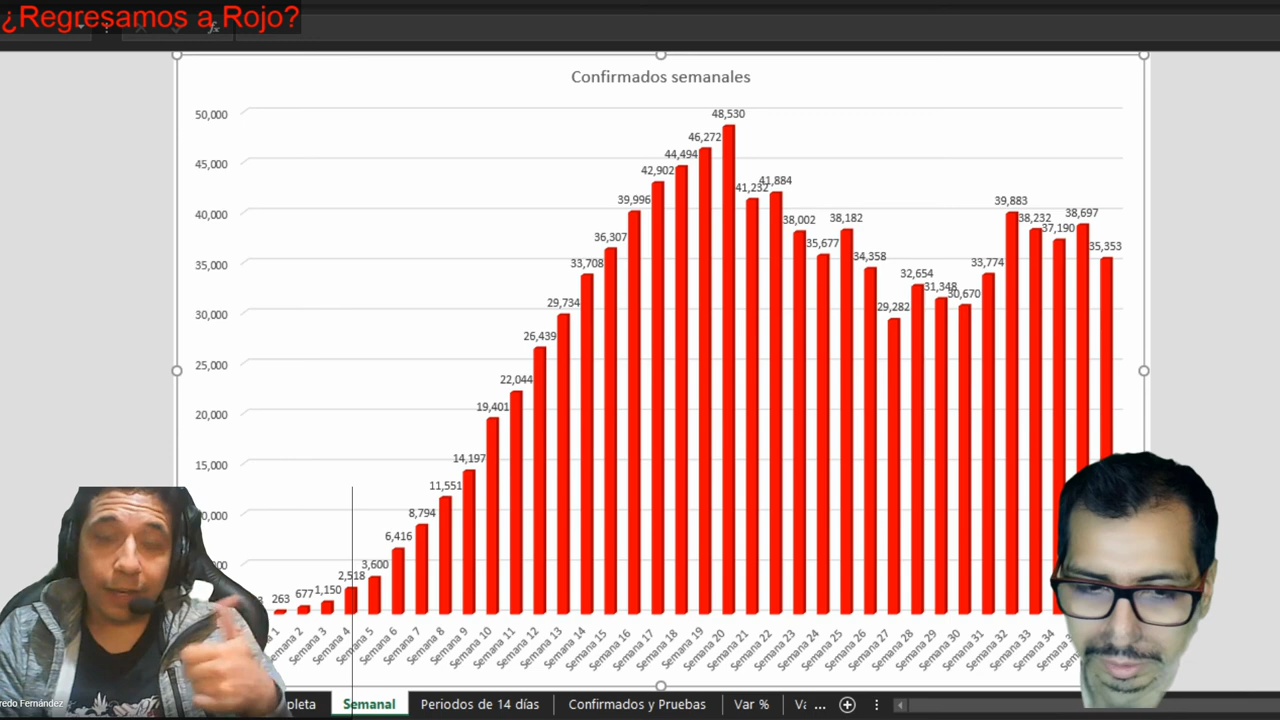 ¿Regresamos a Rojo?
fx
Confirmados semanales
50,000
45,000
40,000
35,000
30,000
25,000
20,000
15,000
263
677
1,150
2,518
3,600
6,416
8,794
11,551
14,197
19,401
22,044
26,439
29,734
33,708
36,307
39,996
42,902
44,494
46,272
48,530
41,232
41,884
38,002
35,677
38,182
34,358
29,282
32,654
31,348
30,670
33,774
39,883
38,232
37,190
38,697
35,353
Semana 2
Semana 3
Semana 4
Semana 5
Semana 6
Semana 7
Semana 8
Semana 9
Semana 10
Semana 11
Semana 12
Semana 13
Semana 14
Semana 15
Semana 16
Semana 17
Semana 18
Semana 19
Semana 20
Semana 21
Semana 22
Semana 23
Semana 24
Semana 25
Semana 26
Semana 27
Semana 28
Semana 29
Semana 30
Semana 31
Semana 32
Semana 33
Semana 34
Fernández
Semanal
Periodos de 14 días
Confirmados y Pruebas
Var %
...